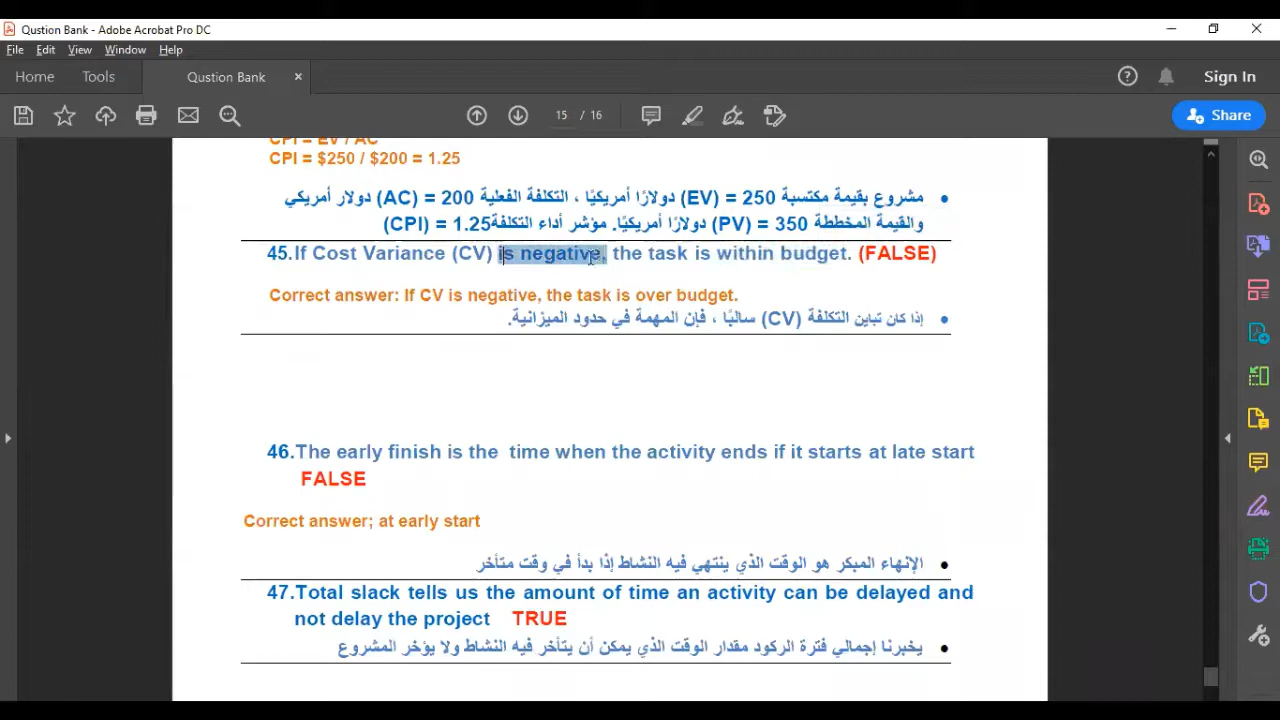 Qustion Bank - Adobe Acrobat Pro DC
File Edit View Window Help
Home Tools Qustion Bank × Sign In
15 / 16 Share
CPI = EV / AC
CPI = $250 / $200 = 1.25
• مشروع بقيمة مكتسبة 250 = (EV) دولارًا أمريكيًا ، التكلفة الفعلية 200 = (AC) دولار أمريكي
والقيمة المخططة 350 = (PV) دولارًا أمريكيًا. مؤشر أداء التكلفة1.25 = (CPI)
45.If Cost Variance (CV) is negative, the task is within budget. (FALSE)
Correct answer: If CV is negative, the task is over budget.
• إذا كان تباين التكلفة (CV) سالبًا ، فإن المهمة في حدود الميزانية.
46.The early finish is the time when the activity ends if it starts at late start
FALSE
Correct answer; at early start
• الإنهاء المبكر هو الوقت الذي ينتهي فيه النشاط إذا بدأ في وقت متأخر
47.Total slack tells us the amount of time an activity can be delayed and
not delay the project TRUE
• يخبرنا إجمالي فترة الركود مقدار الوقت الذي يمكن أن يتأخر فيه النشاط ولا يؤخر المشروع